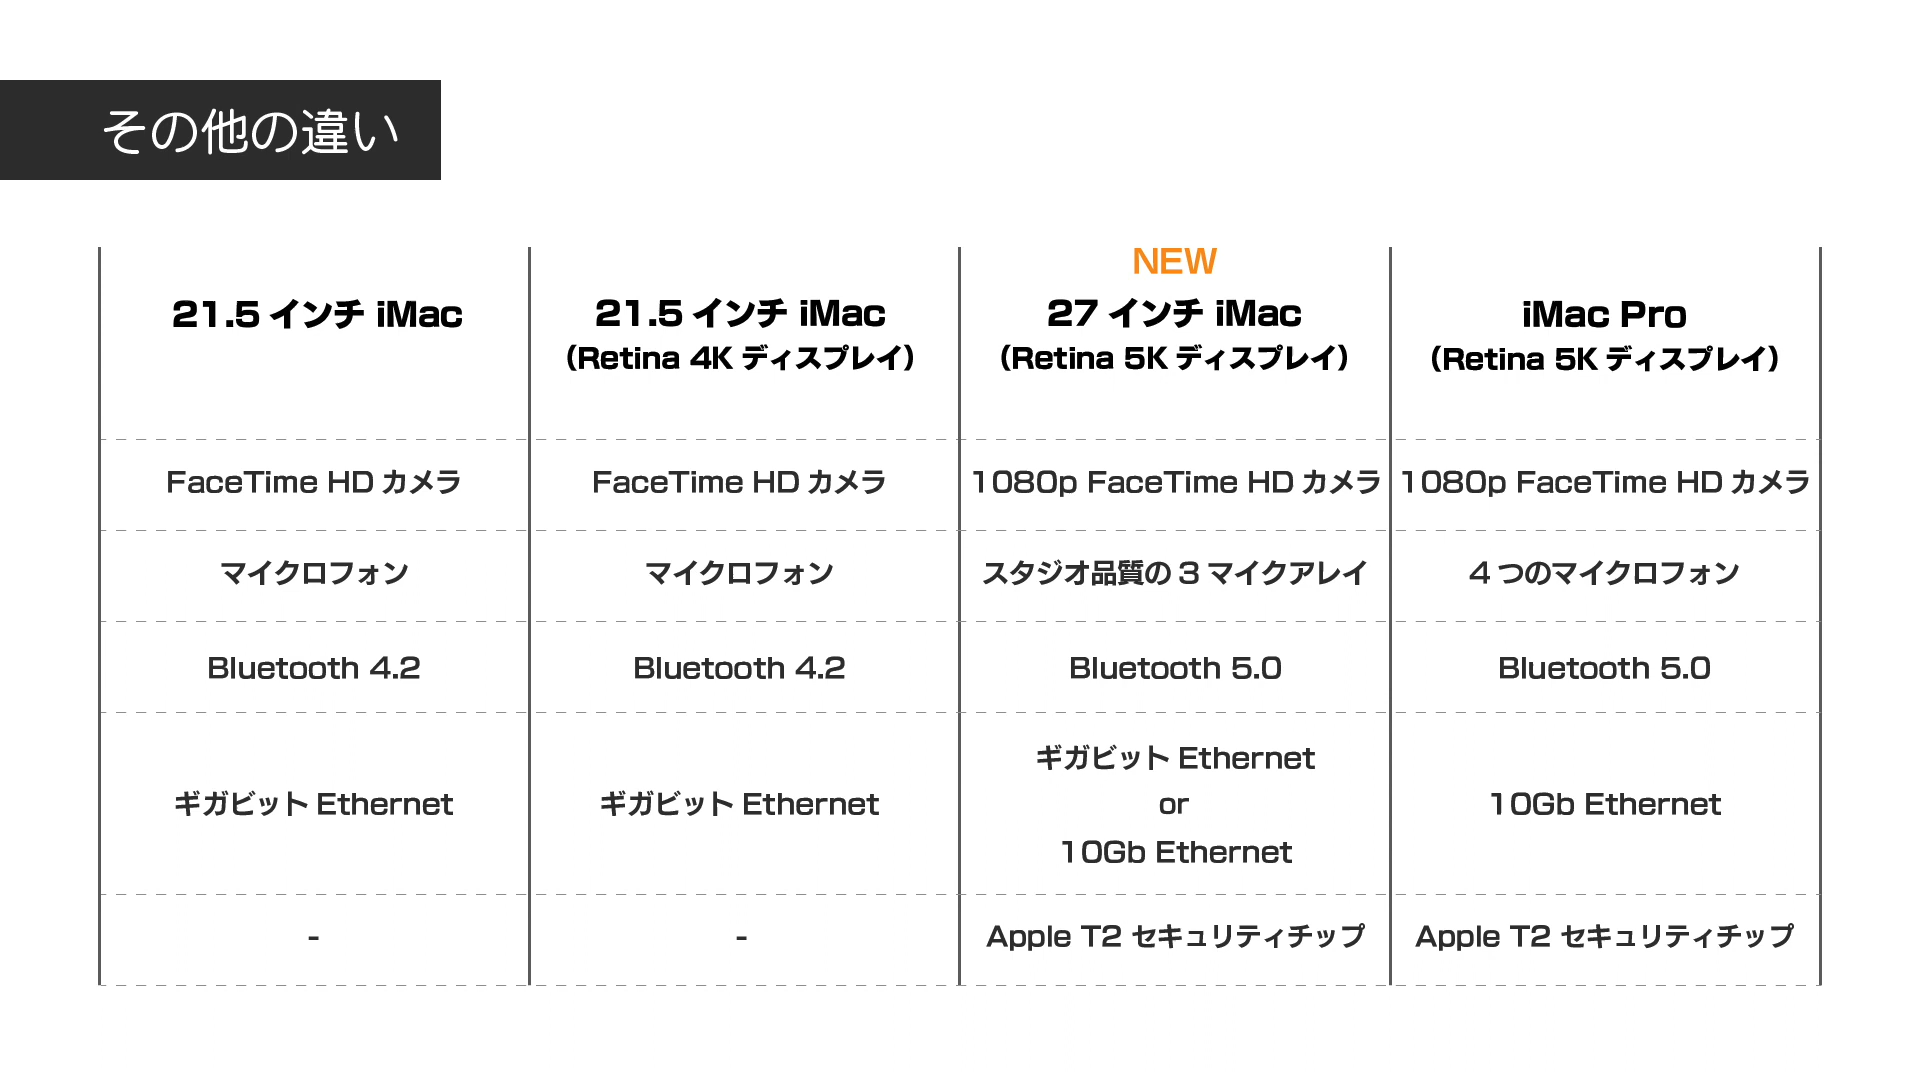 その他の違い
NEW
21.5 インチ iMac
21.5 インチ iMac
27 インチ iMac
iMac Pro
（Retina 4K ディスプレイ）
（Retina 5K ディスプレイ）
（Retina 5K ディスプレイ）
FaceTime HD カメラ
FaceTime HD カメラ
1080p FaceTime HD カメラ
1080p FaceTime HD カメラ
マイクロフォン
マイクロフォン
スタジオ品質の 3 マイクアレイ
4 つのマイクロフォン
Bluetooth 4.2
Bluetooth 4.2
Bluetooth 5.0
Bluetooth 5.0
ギガビット Ethernet
ギガビット Ethernet
ギガビット Ethernet
or
10Gb Ethernet
10Gb Ethernet
-
-
Apple T2 セキュリティチップ
Apple T2 セキュリティチップ